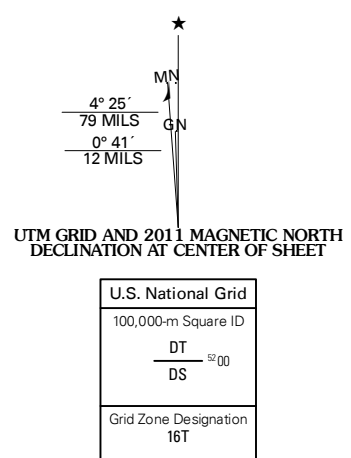 ★
MN
4° 25´
79 MILS
GN
0° 41´
12 MILS
UTM GRID AND 2011 MAGNETIC NORTH
DECLINATION AT CENTER OF SHEET
U.S. National Grid
100,000-m Square ID
DT
5200
DS
Grid Zone Designation
16T